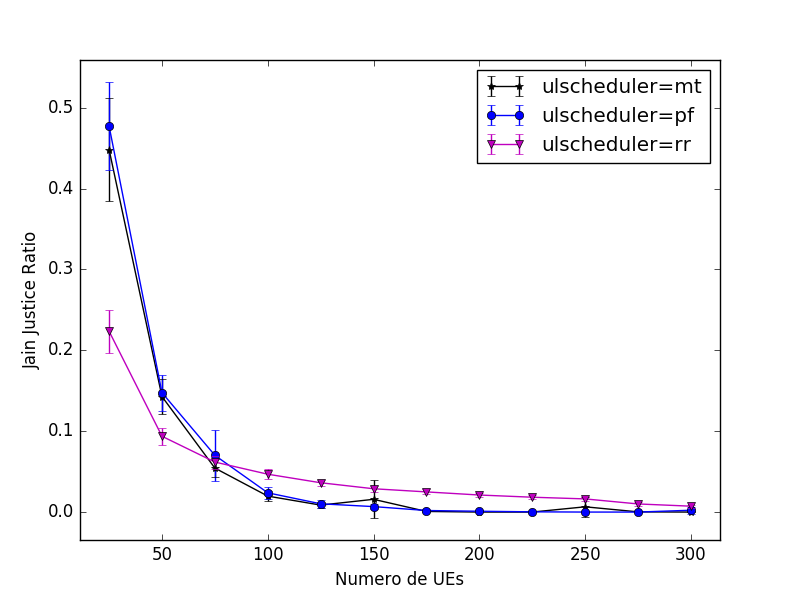 ulscheduler=mt
ulscheduler=pf
ulscheduler=rr
0.5
0.4
0.3
0.2
0.1
0.0
Jain Justice Ratio
50 100 150 200 250 300
Numero de UEs